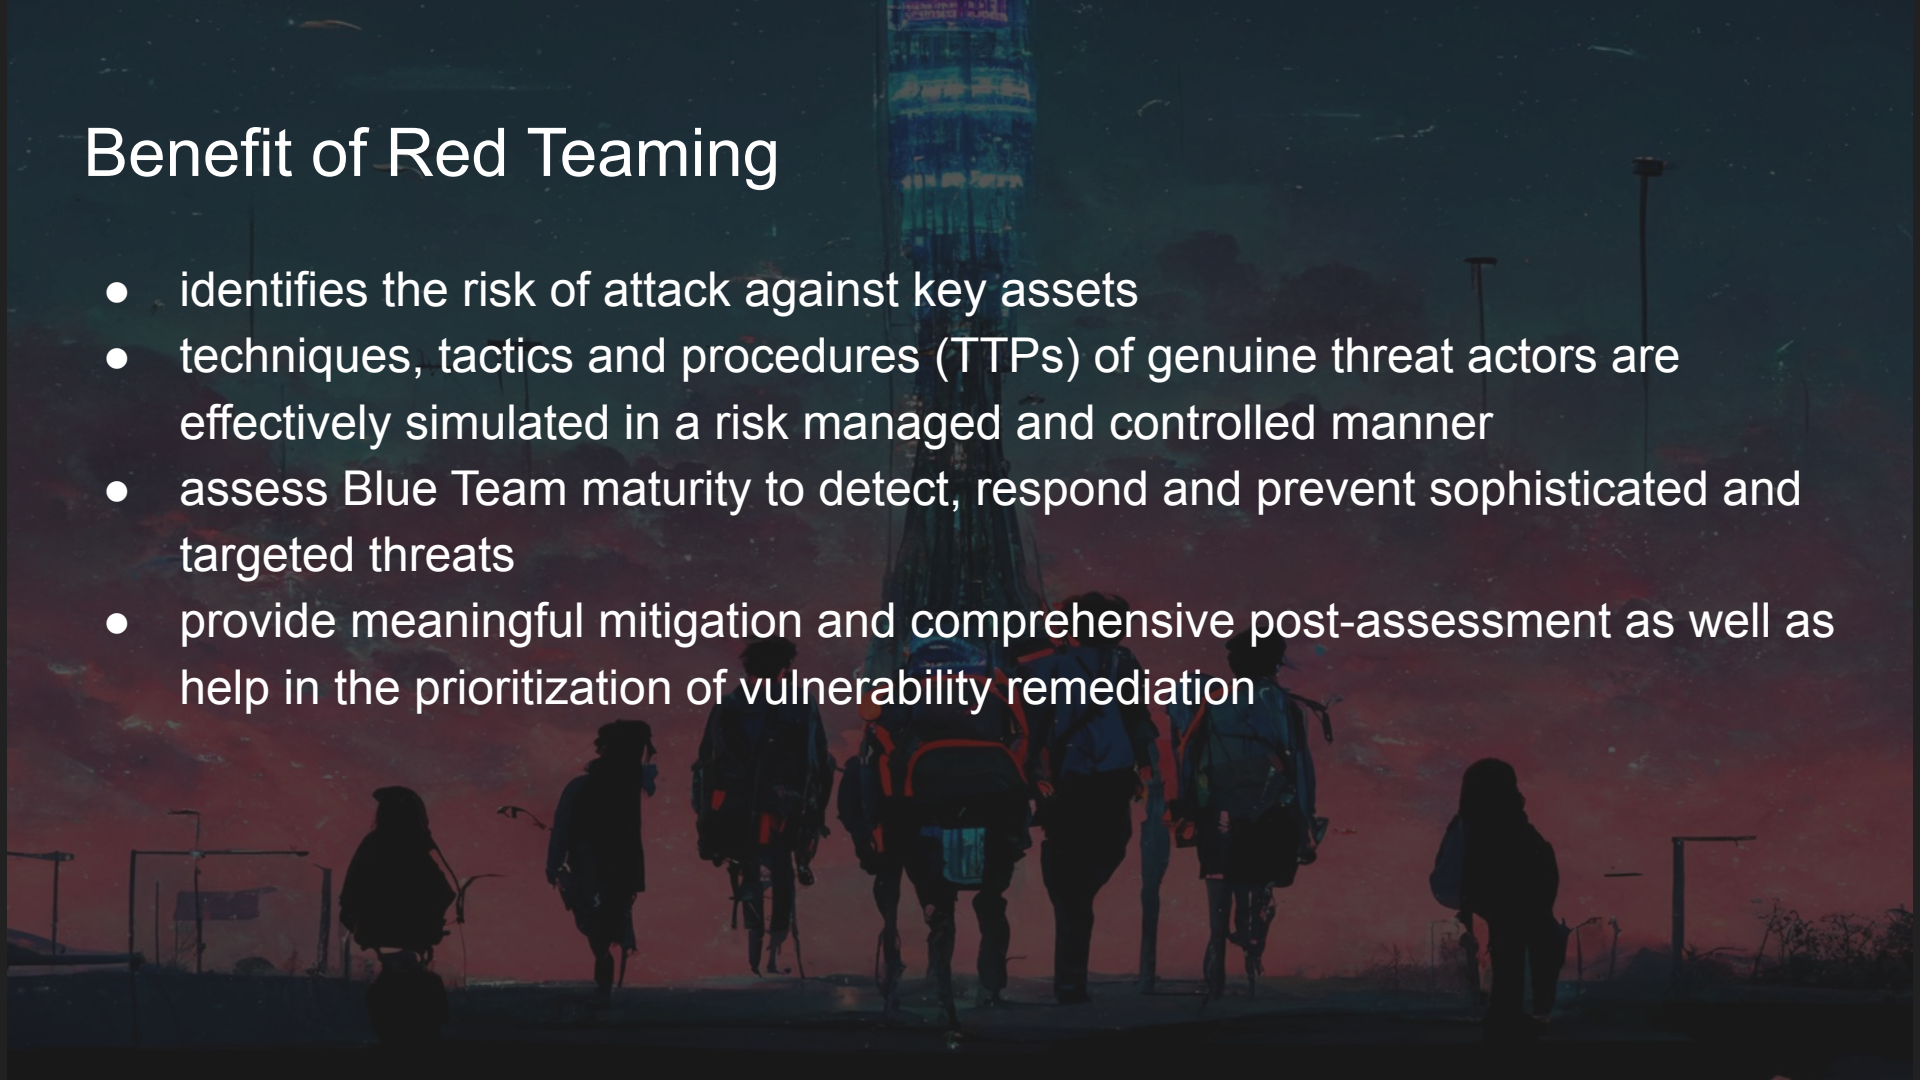 Benefit of Red Teaming
● identifies the risk of attack against key assets
● techniques, tactics and procedures (TTPs) of genuine threat actors are
effectively simulated in a risk managed and controlled manner
● assess Blue Team maturity to detect, respond and prevent sophisticated and
targeted threats
● provide meaningful mitigation and comprehensive post-assessment as well as
help in the prioritization of vulnerability remediation